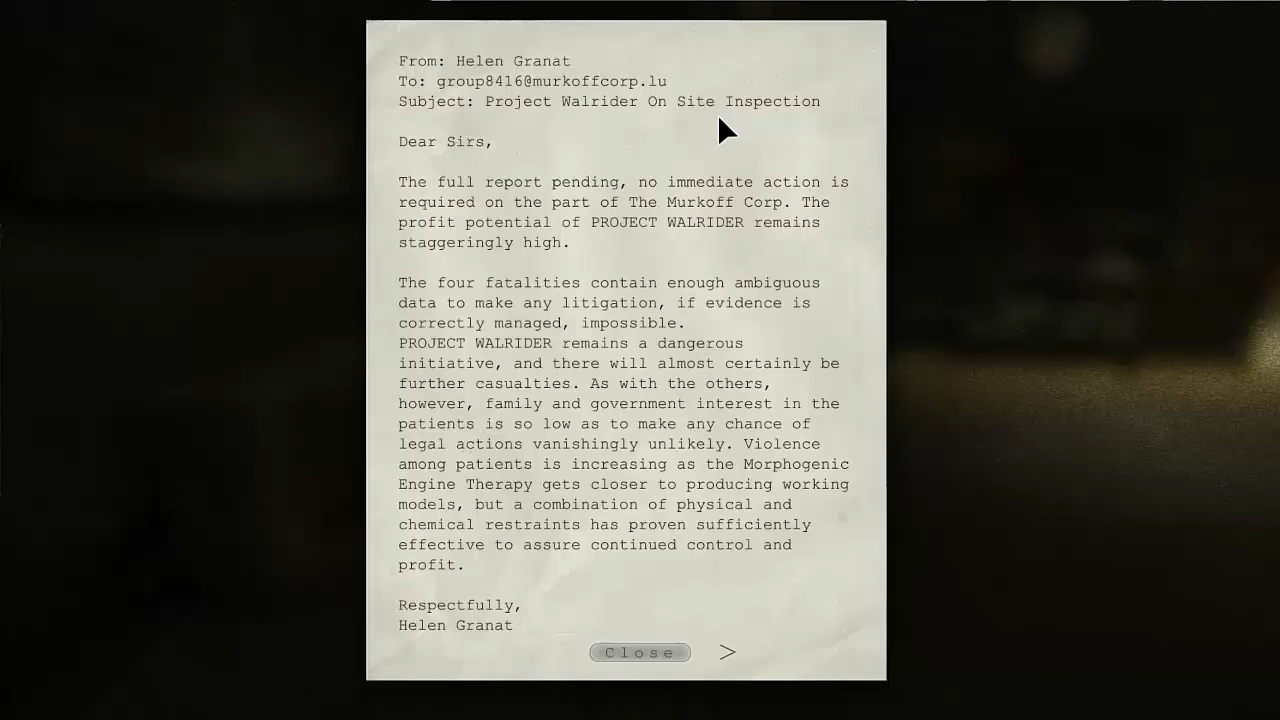 From: Helen Granat
To: group8416@murkoffcorp.lu
Subject: Project Walrider On Site Inspection
Dear Sirs,
The full report pending, no immediate action is
required on the part of The Murkoff Corp. The
profit potential of PROJECT WALRIDER remains
staggeringly high.
The four fatalities contain enough ambiguous
data to make any litigation, if evidence is
correctly managed, impossible.
PROJECT WALRIDER remains a dangerous
initiative, and there will almost certainly be
further casualties. As with the others,
however, family and government interest in the
patients is so low as to make any chance of
legal actions vanishingly unlikely. Violence
among patients is increasing as the Morphogenic
Engine Therapy gets closer to producing working
models, but a combination of physical and
chemical restraints has proven sufficiently
effective to assure continued control and
profit.
Respectfully,
Helen Granat
Close >